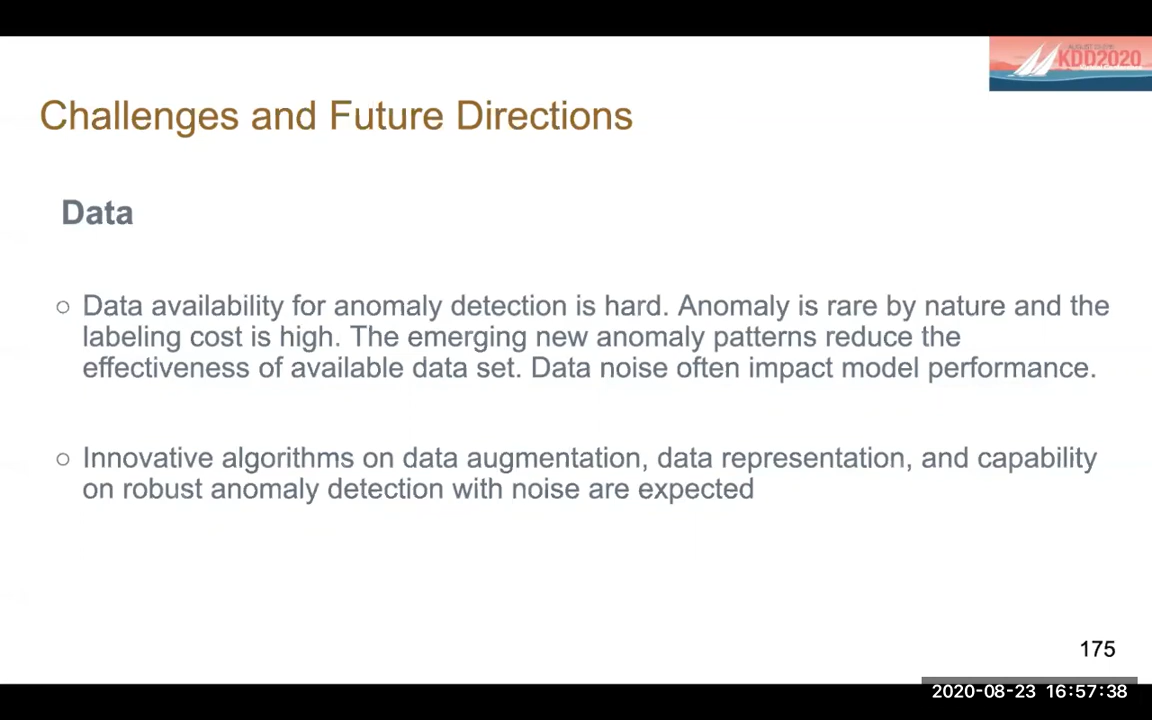 KDD2020
Challenges and Future Directions
Data
Data availability for anomaly detection is hard. Anomaly is rare by nature and the
labeling cost is high. The emerging new anomaly patterns reduce the
effectiveness of available data set. Data noise often impact model performance.
Innovative algorithms on data augmentation, data representation, and capability
on robust anomaly detection with noise are expected
175
2020-08-23 16:57:38